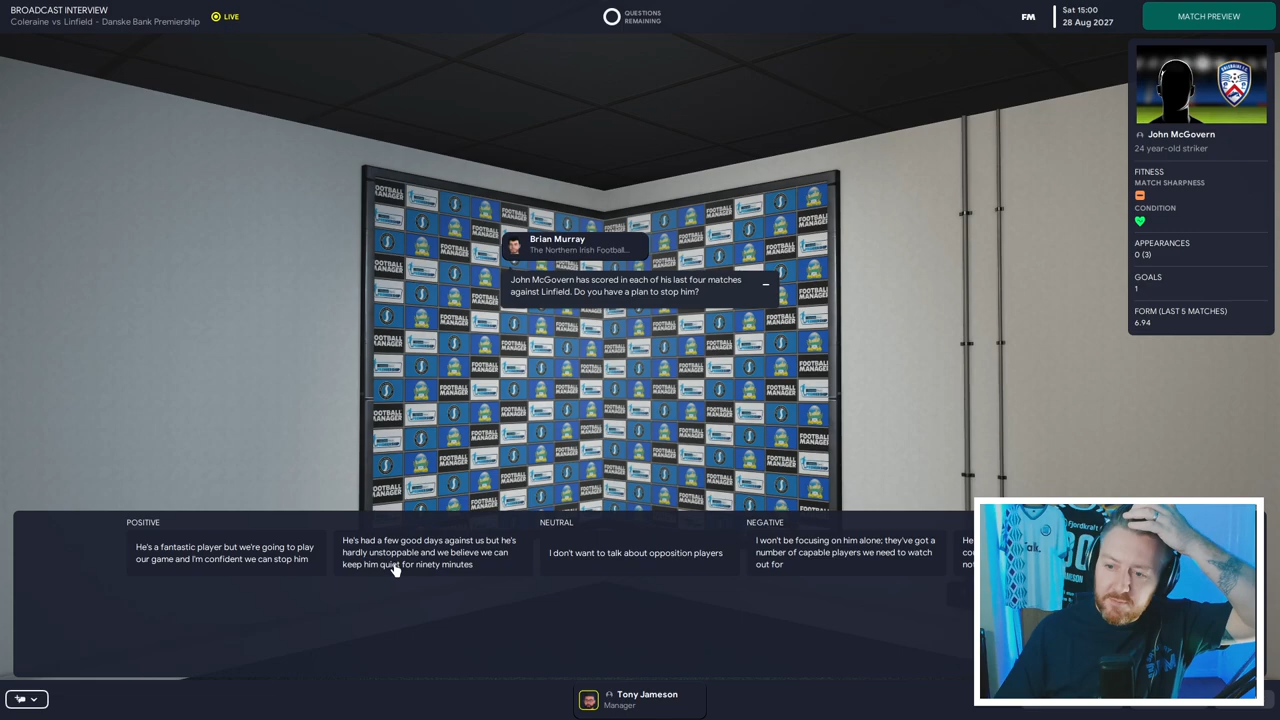 BROADCAST INTERVIEW
Coleraine vs Linfield - Danske Bank Premiership
LIVE
QUESTIONS
REMAINING
FM
Sat 15:00
28 Aug 2027
MATCH PREVIEW
John McGovern
24 year-old striker
FITNESS
MATCH SHARPNESS
CONDITION
APPEARANCES
0 (3)
GOALS
1
FORM (LAST 5 MATCHES)
6.94
Brian Murray
The Northern Irish Football...
John McGovern has scored in each of his last four matches
against Linfield. Do you have a plan to stop him?
POSITIVE
He's a fantastic player but we're going to play
our game and I'm confident we can stop him
He's had a few good days against us but he's
hardly unstoppable and we believe we can
keep him quiet for ninety minutes
NEUTRAL
I don't want to talk about opposition players
NEGATIVE
I won't be focusing on him alone; they've got a
number of capable players we need to watch
out for
Tony Jameson
Manager
FOOTBALL
MANAGER